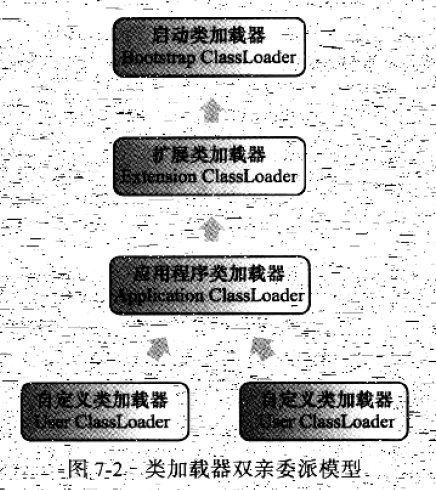 启动类加载器
Bootstrap ClassLoader
扩展类加载器
Extension ClassLoader
应用程序类加载器
Application ClassLoader
自定义类加载器
User ClassLoader
自定义类加载器
User ClassLoader
图 7-2 类加载器双亲委派模型